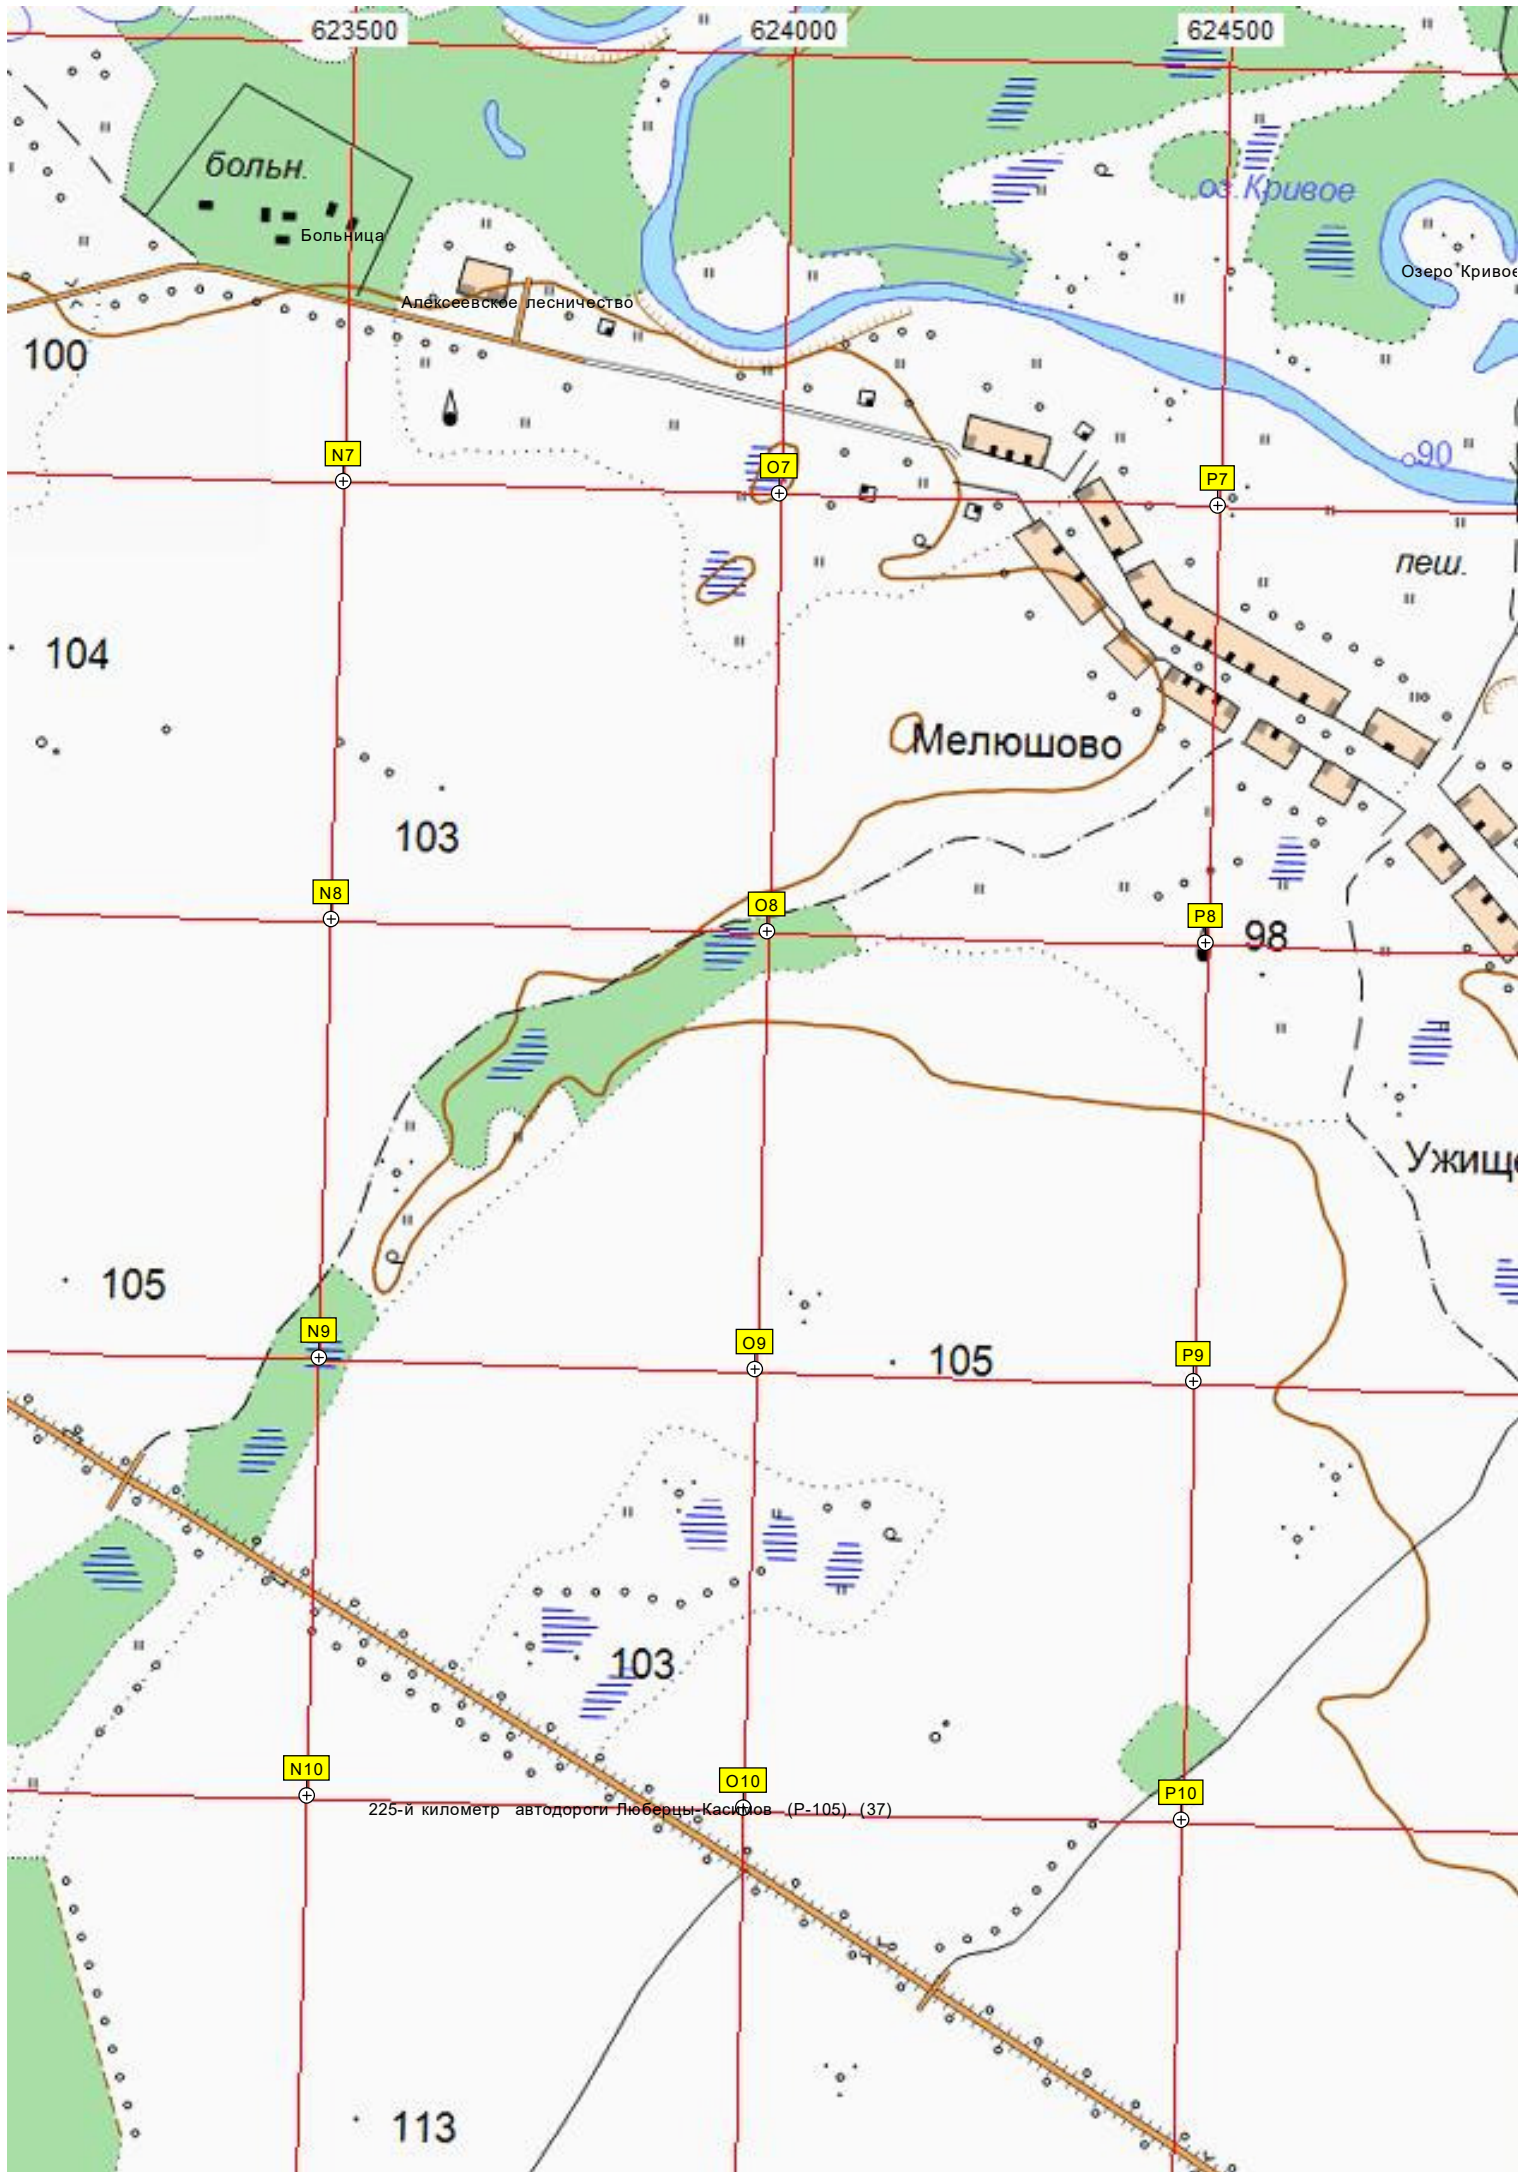 623500
624000
624500
больн.
оз.Кривое
Больница
Озеро Кривое
Алексеевское лесничество
100
90
N7
O7
P7
пеш.
104
Мелюшово
103
N8
O8
P8
98
Ужище
105
N9
O9
P9
105
103
N10
O10
P10
225-й километр автодороги Люберцы-Касимов (Р-105). (37)
113